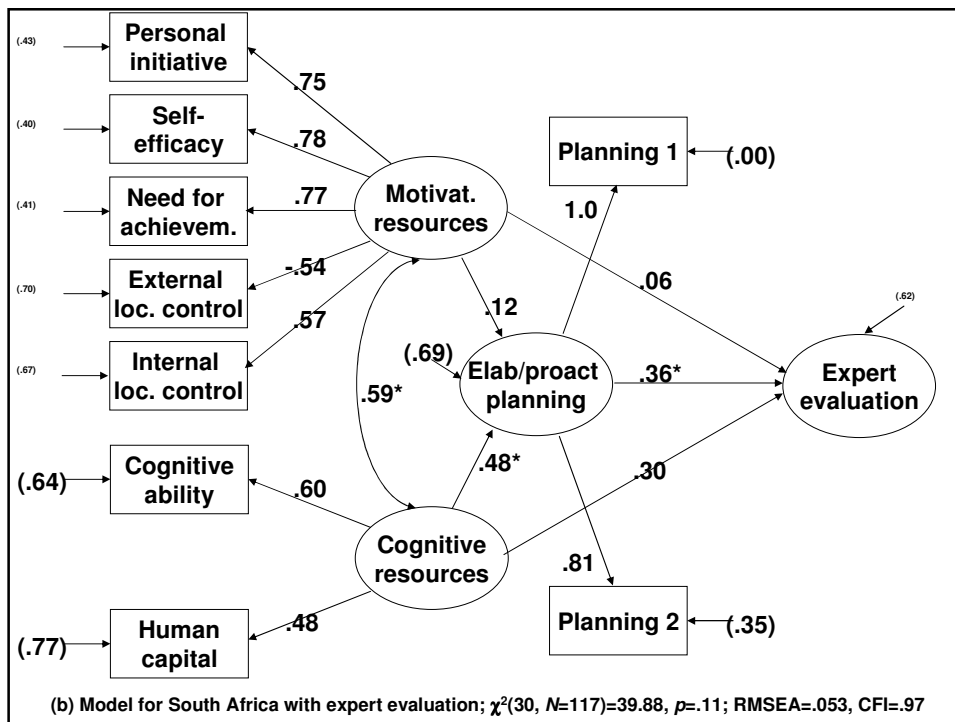 (.43)
Personal
initiative
.75
(.40)
Self-
efficacy
.78
(.41)
Need for
achievem.
.77
(.70)
External
loc. control
-.54
(.67)
Internal
loc. control
.57
Motivat.
resources
Planning 1
(.00)
1.0
.06
.12
(.62)
(.69)
Elab/proact
planning
.36*
Expert
evaluation
.59*
.48*
.30
(.64)
Cognitive
ability
.60
Cognitive
resources
.81
(.77)
Human
capital
.48
Planning 2
(.35)
(b) Model for South Africa with expert evaluation; χ²(30, N=117)=39.88, p=.11; RMSEA=.053, CFI=.97